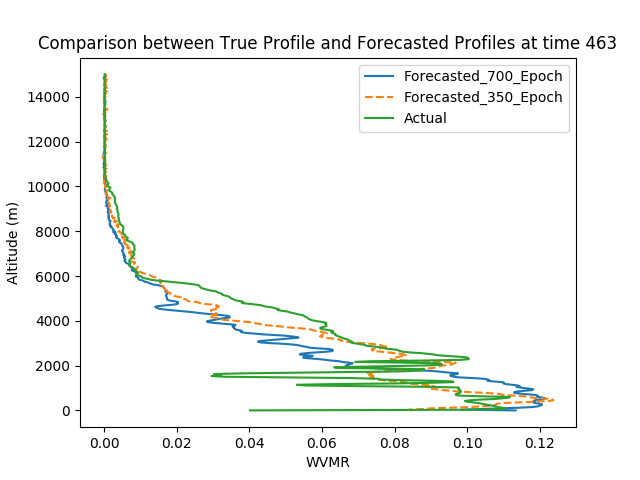 Comparison between True Profile and Forecasted Profiles at time 463
Forecasted_700_Epoch
Forecasted_350_Epoch
Actual
Altitude (m)
14000
12000
10000
8000
6000
4000
2000
0
0.00 0.02 0.04 0.06 0.08 0.10 0.12
WVMR